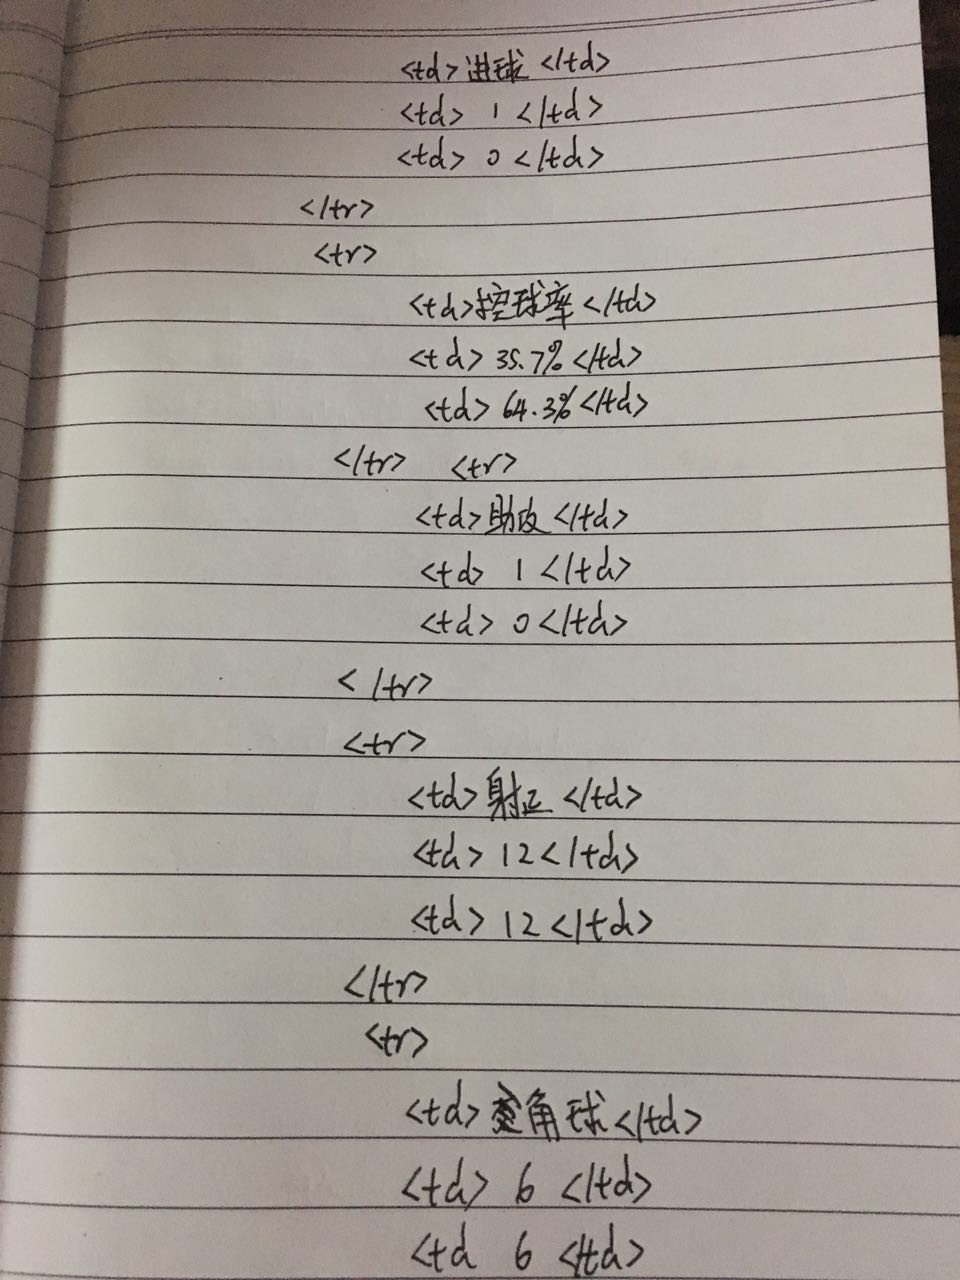 <td>进球</td>
<td> 1 </td>
<td> 0 </td>
</tr>
<tr>
<td>控球率</td>
<td> 35.7% </td>
<td> 64.3% </td>
</tr> <tr>
<td>助攻</td>
<td> 1 </td>
<td> 0 </td>
</tr>
<tr>
<td>射正</td>
<td> 12 </td>
<td> 12 </td>
</tr>
<tr>
<td>角球</td>
<td> 6 </td>
<td 6 </td>